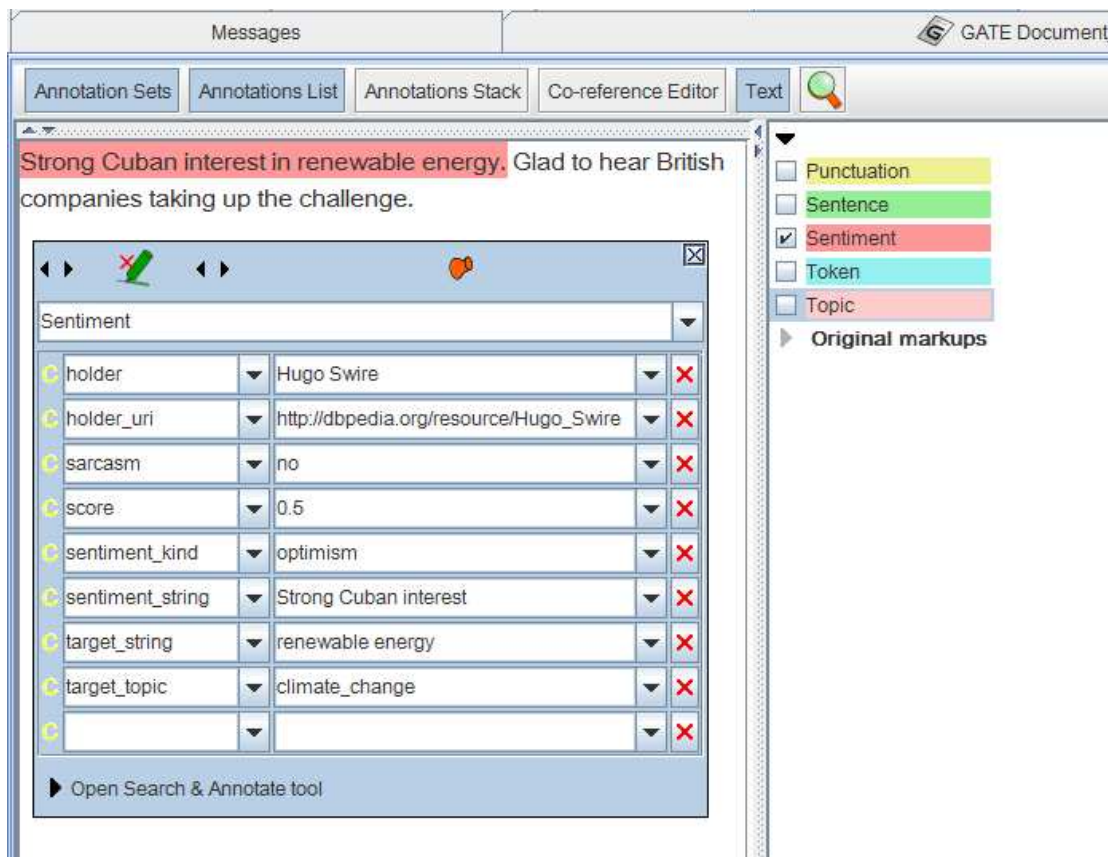 Messages
GATE Document
Annotation Sets Annotations List Annotations Stack Co-reference Editor Text
Strong Cuban interest in renewable energy. Glad to hear British
companies taking up the challenge.
Sentiment
C holder Hugo Swire
C holder_uri http://dbpedia.org/resource/Hugo_Swire
C sarcasm no
C score 0.5
C sentiment_kind optimism
C sentiment_string Strong Cuban interest
C target_string renewable energy
C target_topic climate_change
C
Open Search & Annotate tool
Punctuation
Sentence
Sentiment
Token
Topic
Original markups